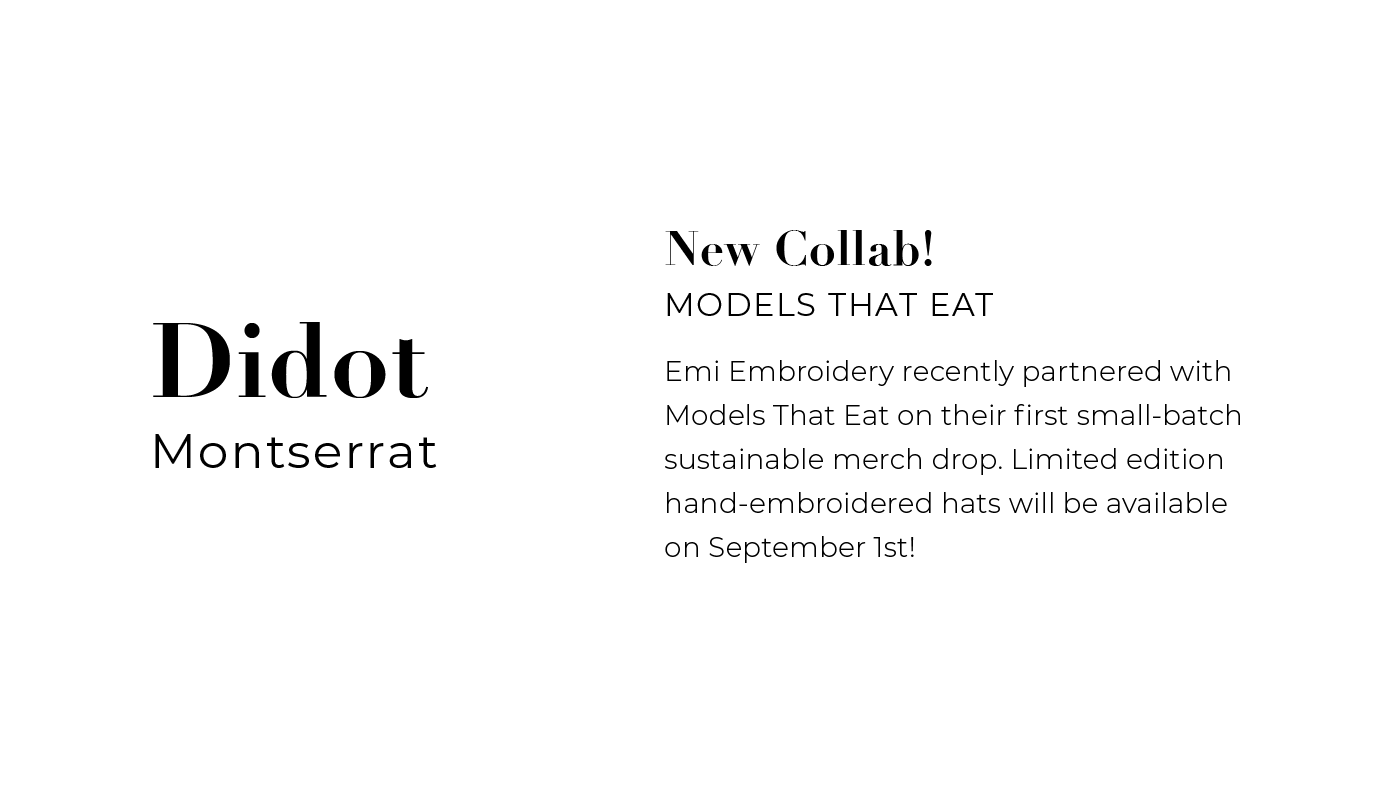 Didot
Montserrat
New Collab!
MODELS THAT EAT
Emi Embroidery recently partnered with
Models That Eat on their first small-batch
sustainable merch drop. Limited edition
hand-embroidered hats will be available
on September 1st!